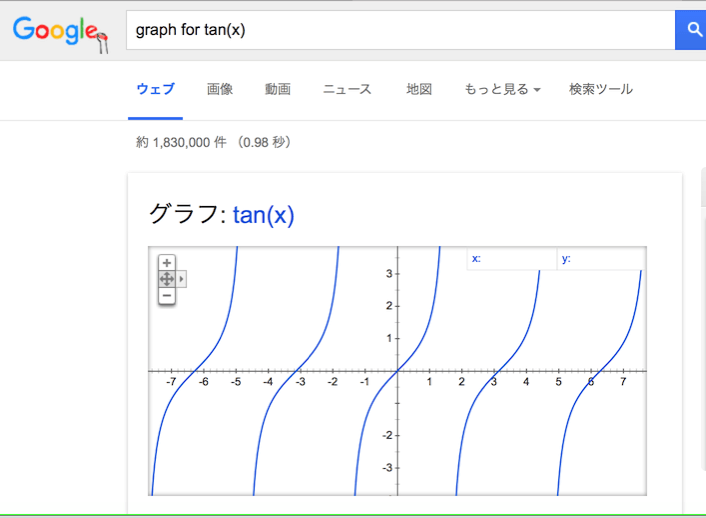 Google
graph for tan(x)
ウェブ 画像 動画 ニュース 地図 もっと見る 検索ツール
約 1,830,000 件 （0.98 秒）
グラフ: tan(x)
x: y:
3
2
1
-7 -6 -5 -4 -3 -2 -1 1 2 3 4 5 6 7
-2
-3